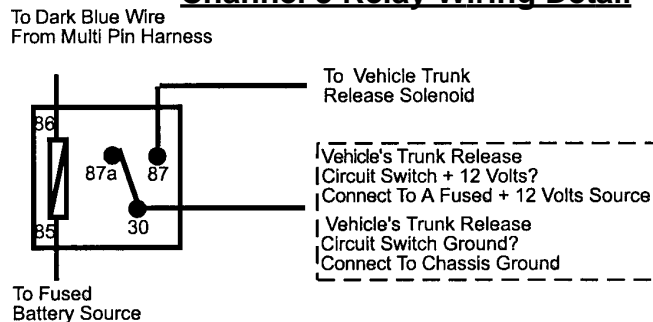 Channel 3 Relay Wiring Detail
To Dark Blue Wire
From Multi Pin Harness
To Vehicle Trunk
Release Solenoid
86
87a
87
85
30
Vehicle's Trunk Release
Circuit Switch + 12 Volts?
Connect To A Fused + 12 Volts Source
Vehicle's Trunk Release
Circuit Switch Ground?
Connect To Chassis Ground
To Fused
Battery Source